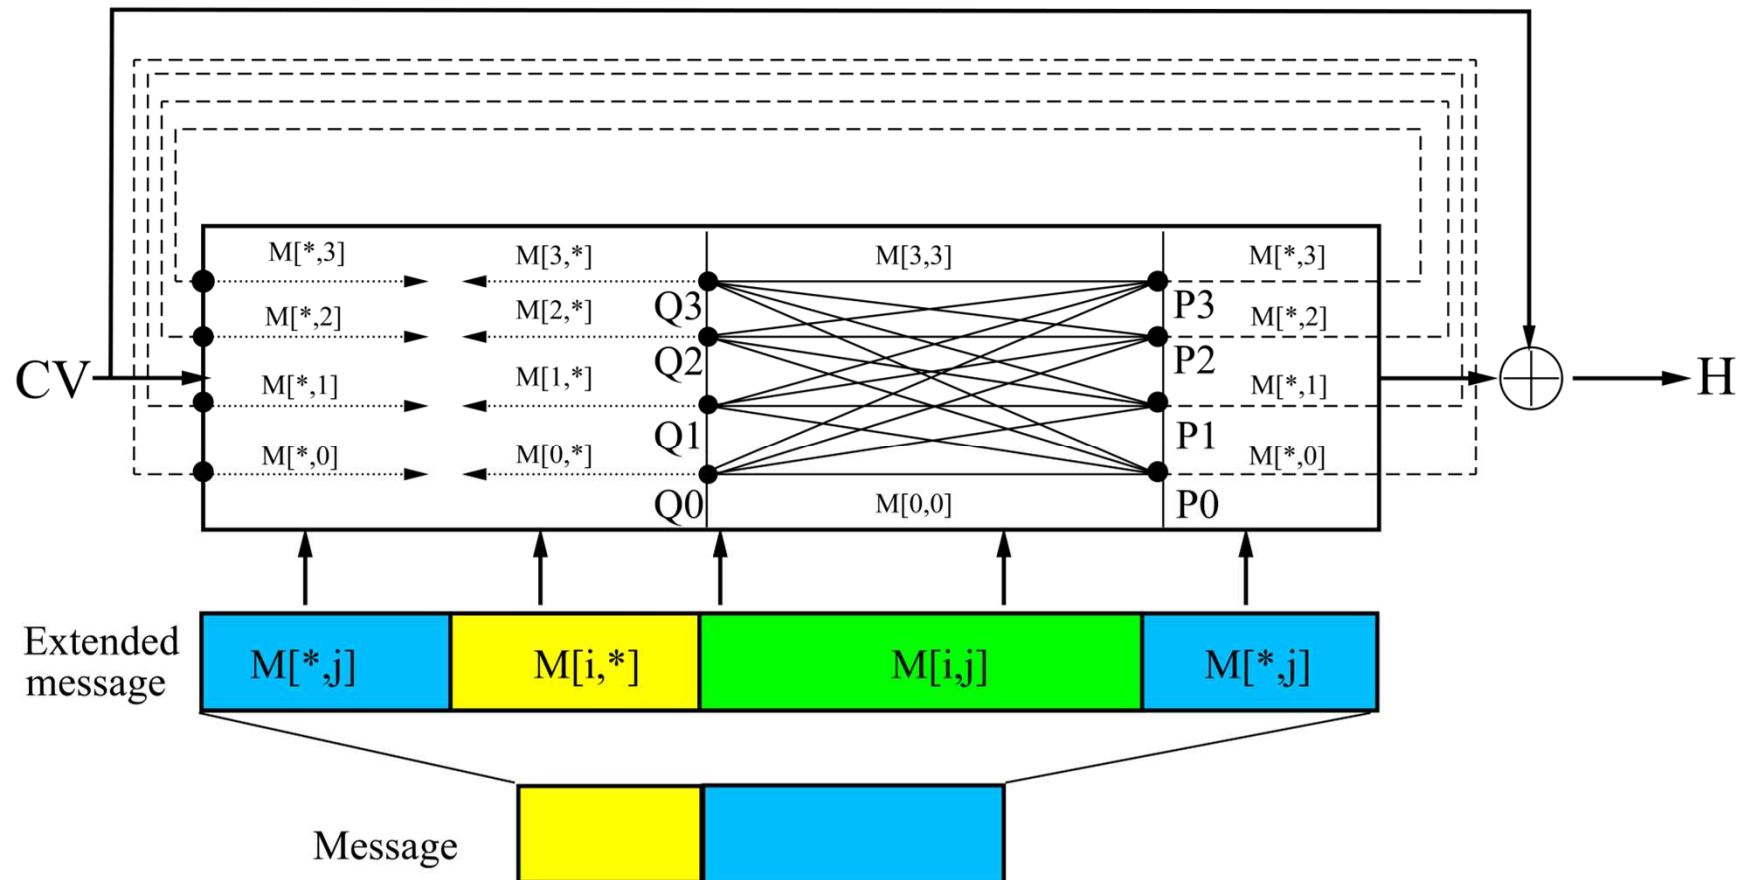 M[*,3] M[3,*] M[3,3] M[*,3]
Q3 P3
M[*,2] M[2,*] M[*,2]
Q2 P2
CV M[*,1] M[1,*] M[*,1] H
Q1 P1
M[*,0] M[0,*] M[*,0]
Q0 M[0,0] P0
Extended
message
M[*,j] M[i,*] M[i,j] M[*,j]
Message